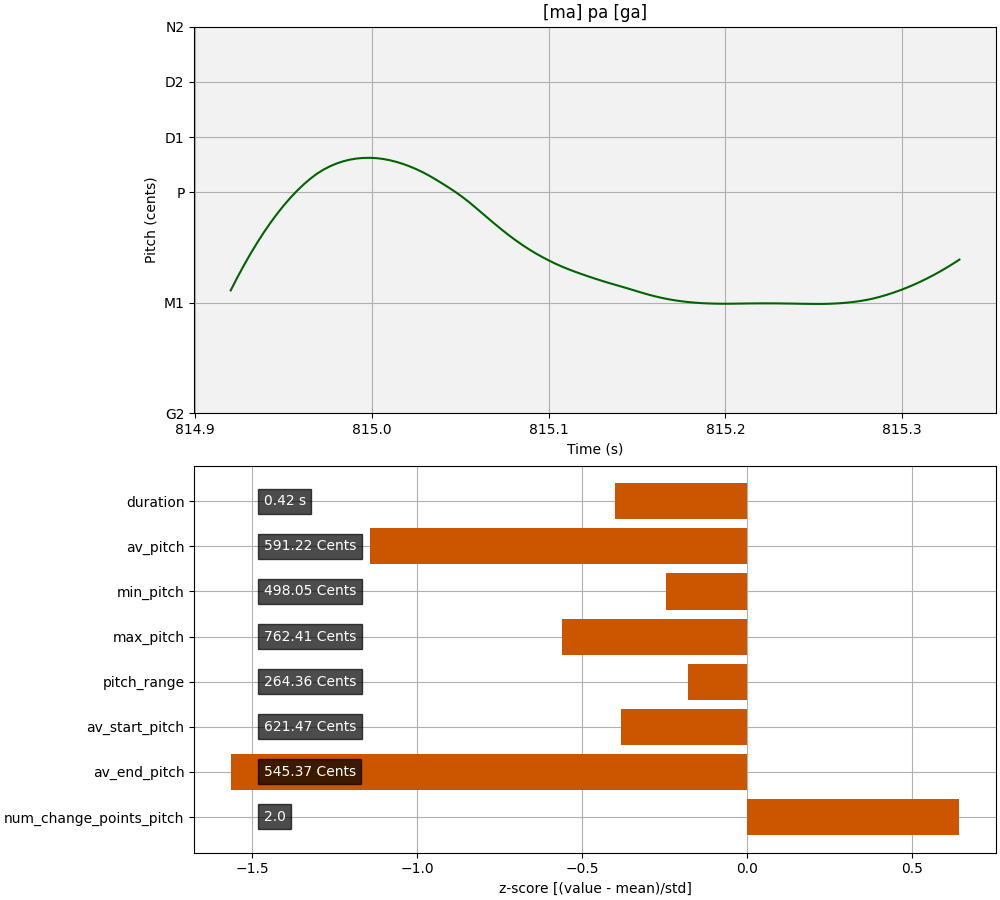 [ma] pa [ga]
N2
D2
D1
P
M1
G2
Pitch (cents)
814.9 815.0 815.1 815.2 815.3
Time (s)
duration 0.42 s
av_pitch 591.22 Cents
min_pitch 498.05 Cents
max_pitch 762.41 Cents
pitch_range 264.36 Cents
av_start_pitch 621.47 Cents
av_end_pitch 545.37 Cents
num_change_points_pitch 2.0
−1.5 −1.0 −0.5 0.0 0.5
z-score [(value - mean)/std]